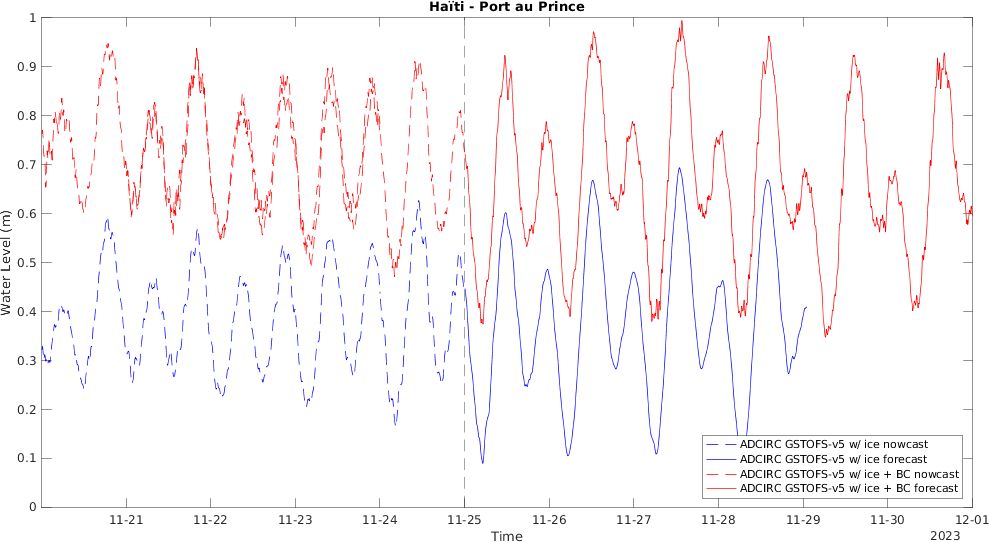 Haïti - Port au Prince
Water Level (m)
1
0.9
0.8
0.7
0.6
0.5
0.4
0.3
0.2
0.1
0
11-21 11-22 11-23 11-24 11-25 11-26 11-27 11-28 11-29 11-30 12-01
Time
2023
ADCIRC GSTOFS-v5 w/ ice nowcast
ADCIRC GSTOFS-v5 w/ ice forecast
ADCIRC GSTOFS-v5 w/ ice + BC nowcast
ADCIRC GSTOFS-v5 w/ ice + BC forecast